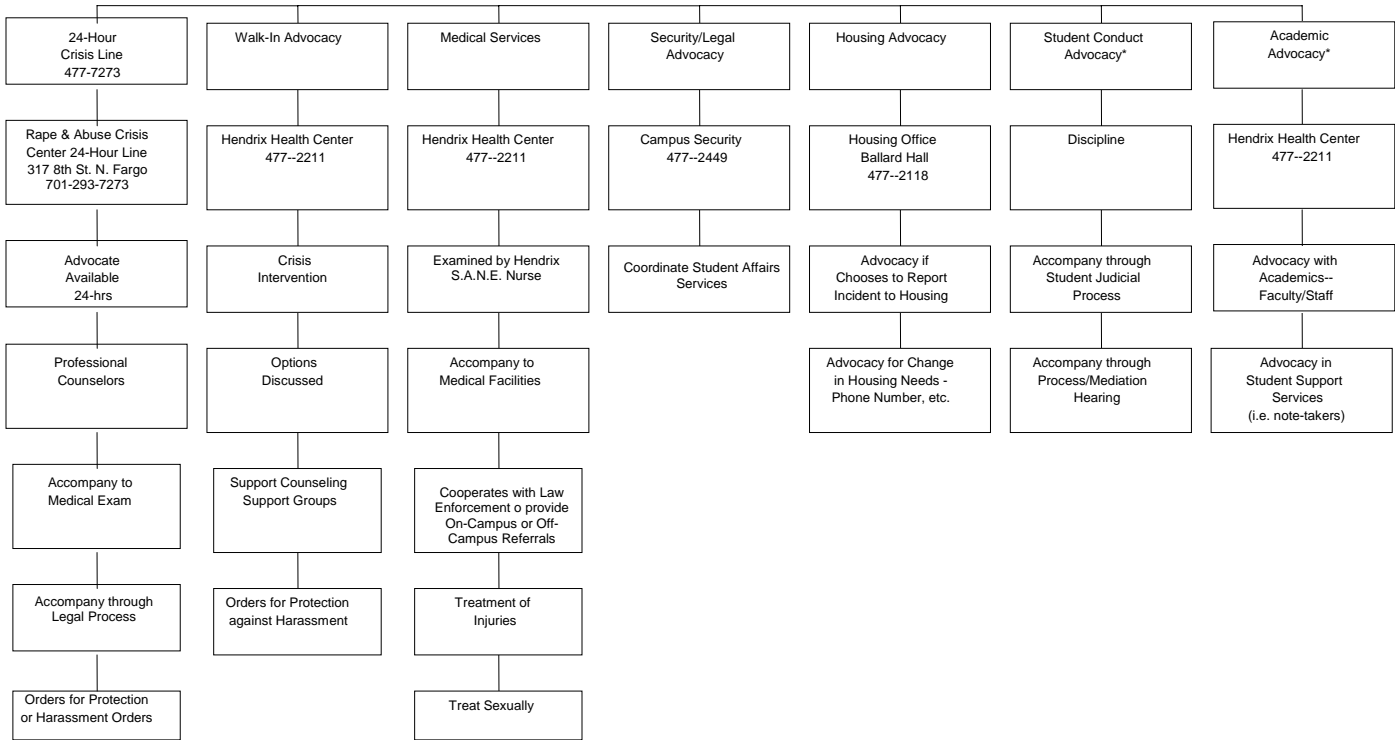 24-Hour
Crisis Line
477-7273
Rape & Abuse Crisis
Center 24-Hour Line
317 8th St. N. Fargo
701-293-7273
Advocate
Available
24-hrs
Professional
Counselors
Accompany to
Medical Exam
Accompany through
Legal Process
Orders for Protection
or Harassment Orders
Walk-In Advocacy
Hendrix Health Center
477--2211
Crisis
Intervention
Options
Discussed
Support Counseling
Support Groups
Orders for Protection
against Harassment
Medical Services
Hendrix Health Center
477--2211
Examined by Hendrix
S.A.N.E. Nurse
Accompany to
Medical Facilities
Cooperates with Law
Enforcement o provide
On-Campus or Off-
Campus Referrals
Treatment of
Injuries
Treat Sexually
Security/Legal
Advocacy
Campus Security
477--2449
Coordinate Student Affairs
Services
Housing Advocacy
Housing Office
Ballard Hall
477--2118
Advocacy if
Chooses to Report
Incident to Housing
Advocacy for Change
in Housing Needs -
Phone Number, etc.
Student Conduct
Advocacy*
Discipline
Accompany through
Student Judicial
Process
Accompany through
Process/Mediation
Hearing
Academic
Advocacy*
Hendrix Health Center
477--2211
Advocacy with
Academics--
Faculty/Staff
Advocacy in
Student Support
Services
(i.e. note-takers)